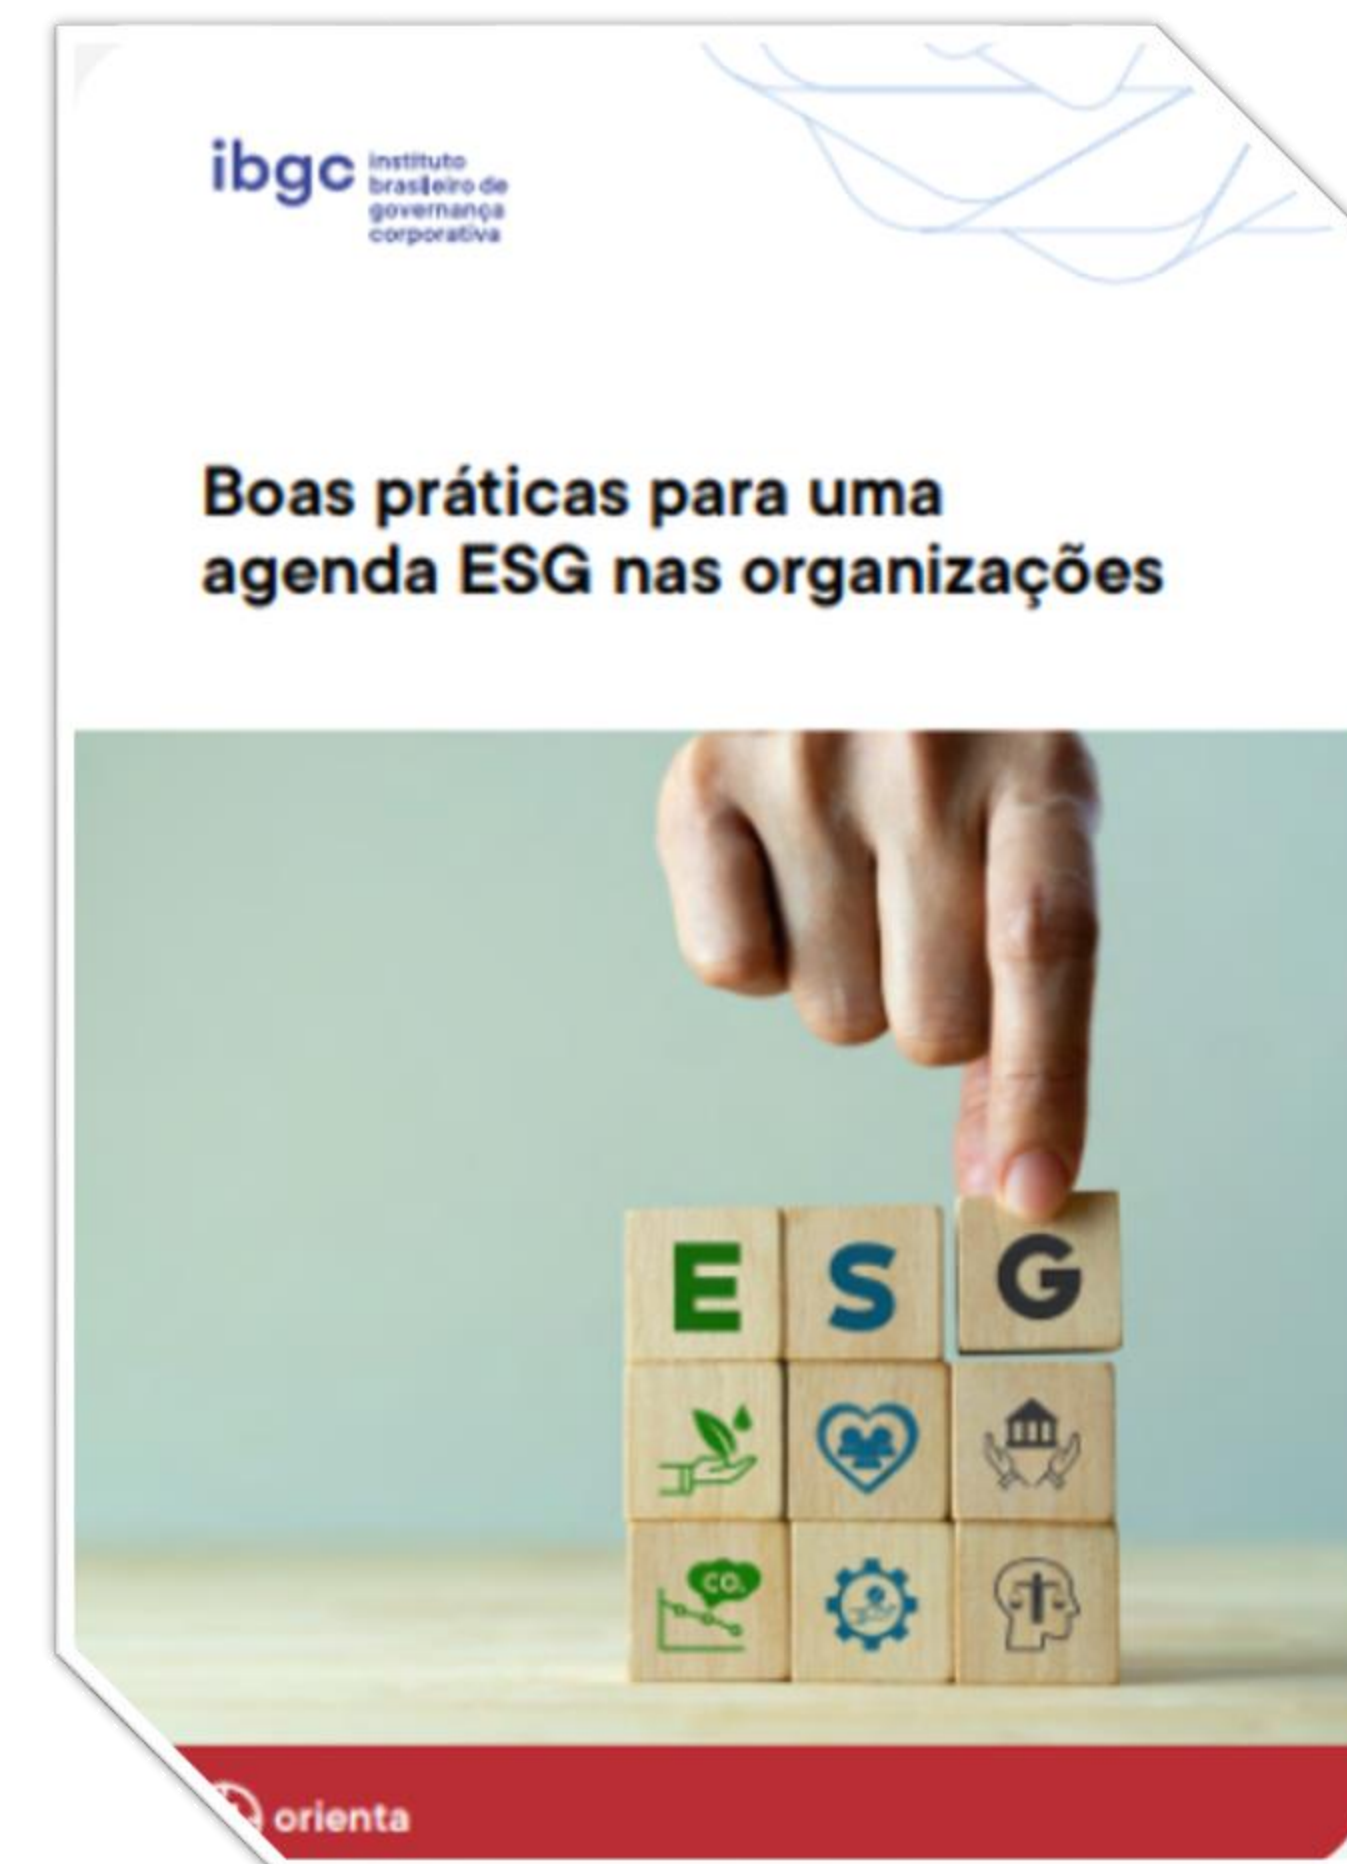 ibgc
instituto
brasileiro de
governança
corporativa
Boas práticas para uma
agenda ESG nas organizações
E S G
CO₂
orienta